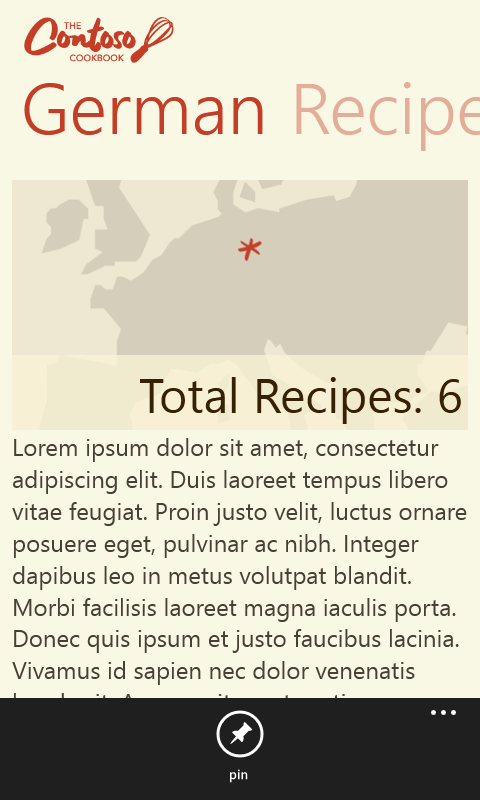 THE
Contoso
COOKBOOK
German Recipe
Total Recipes: 6
Lorem ipsum dolor sit amet, consectetur
adipiscing elit. Duis laoreet tempus libero
vitae feugiat. Proin justo velit, luctus ornare
posuere eget, pulvinar ac nibh. Integer
dapibus leo in metus volutpat blandit.
Morbi facilisis laoreet magna iaculis porta.
Donec quis ipsum et justo faucibus lacinia.
Vivamus id sapien nec dolor venenatis
pin